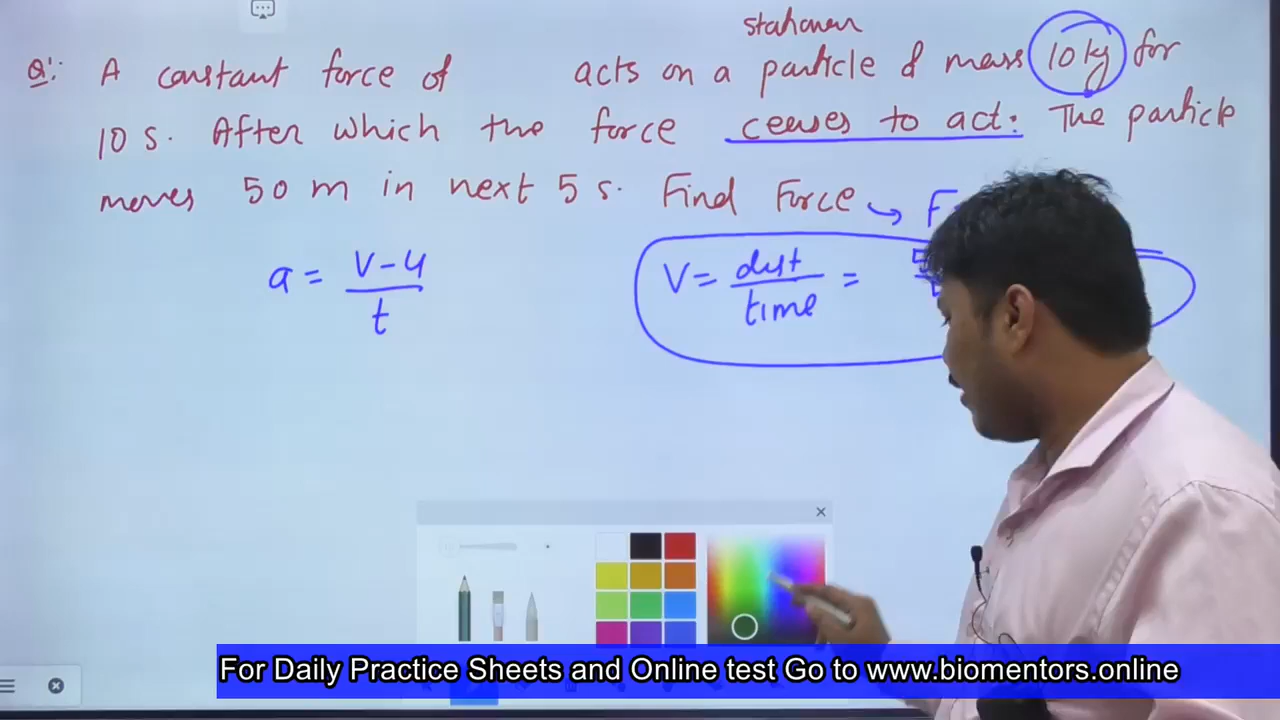 stationary
Q: A constant force of acts on a particle of mass 10 kg for
10 s. After which the force ceases to act. The particle
moves 50 m in next 5 s. Find Force → F
a = v-u/t
V = dist/time =
For Daily Practice Sheets and Online test Go to www.biomentors.online